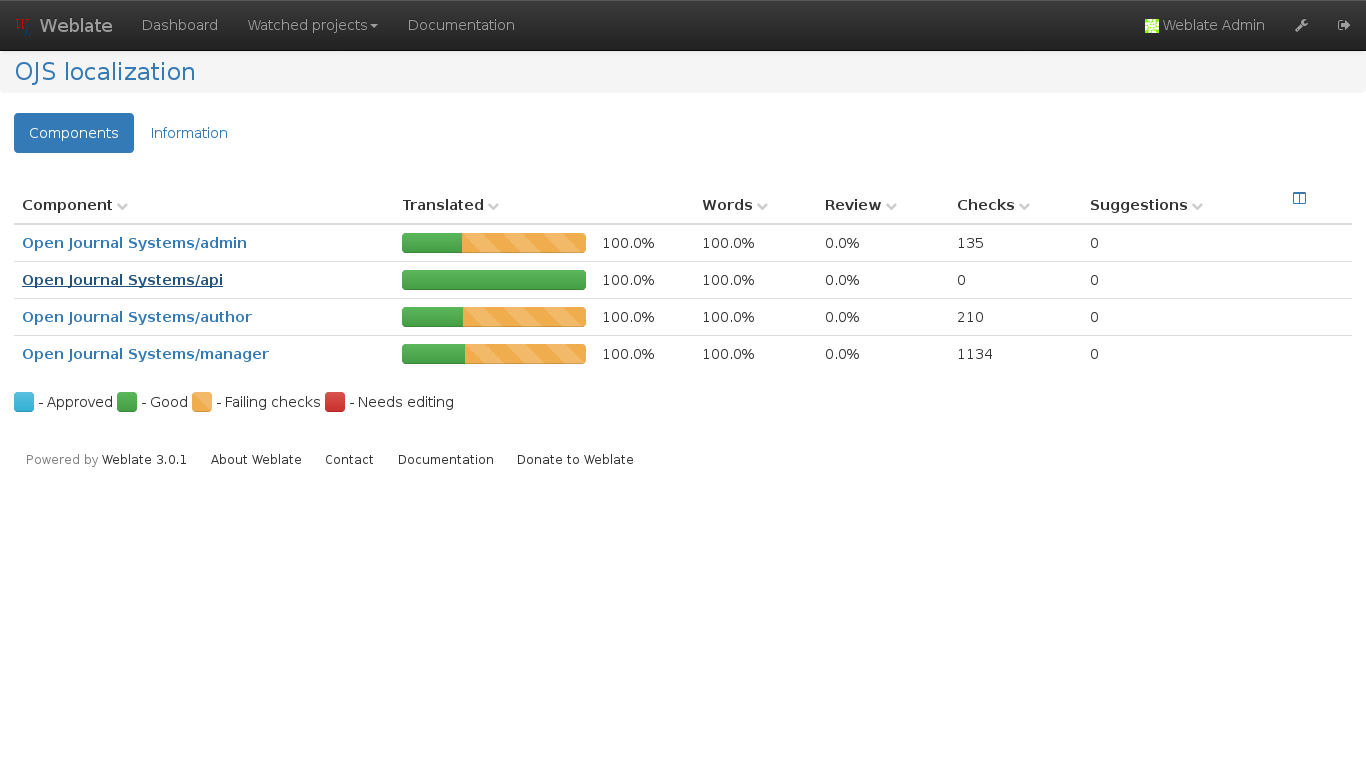 Weblate Dashboard Watched projects Documentation Weblate Admin
OJS localization
Components Information
Component Translated Words Review Checks Suggestions
Open Journal Systems/admin 100.0% 100.0% 0.0% 135 0
Open Journal Systems/api 100.0% 100.0% 0.0% 0 0
Open Journal Systems/author 100.0% 100.0% 0.0% 210 0
Open Journal Systems/manager 100.0% 100.0% 0.0% 1134 0
- Approved - Good - Failing checks - Needs editing
Powered by Weblate 3.0.1 About Weblate Contact Documentation Donate to Weblate